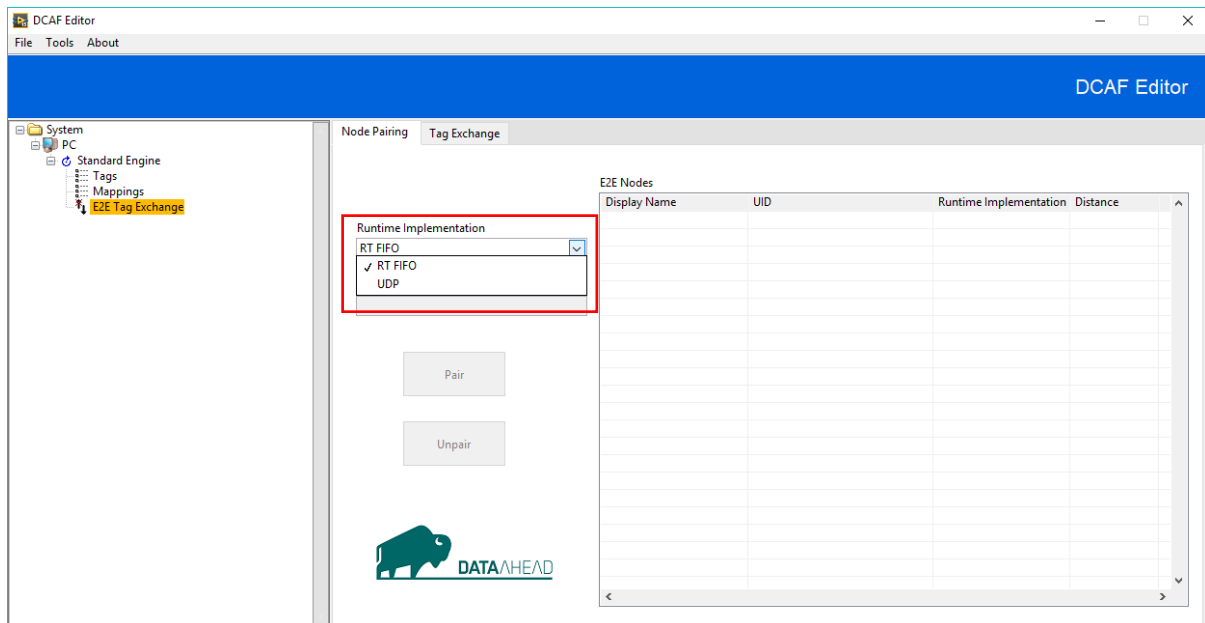 DCAF Editor
File Tools About
DCAF Editor
System
PC
Standard Engine
Tags
Mappings
E2E Tag Exchange
Node Pairing
Tag Exchange
Runtime Implementation
RT FIFO
RT FIFO
UDP
Pair
Unpair
DATAAHEAD
E2E Nodes
Display Name UID Runtime Implementation Distance